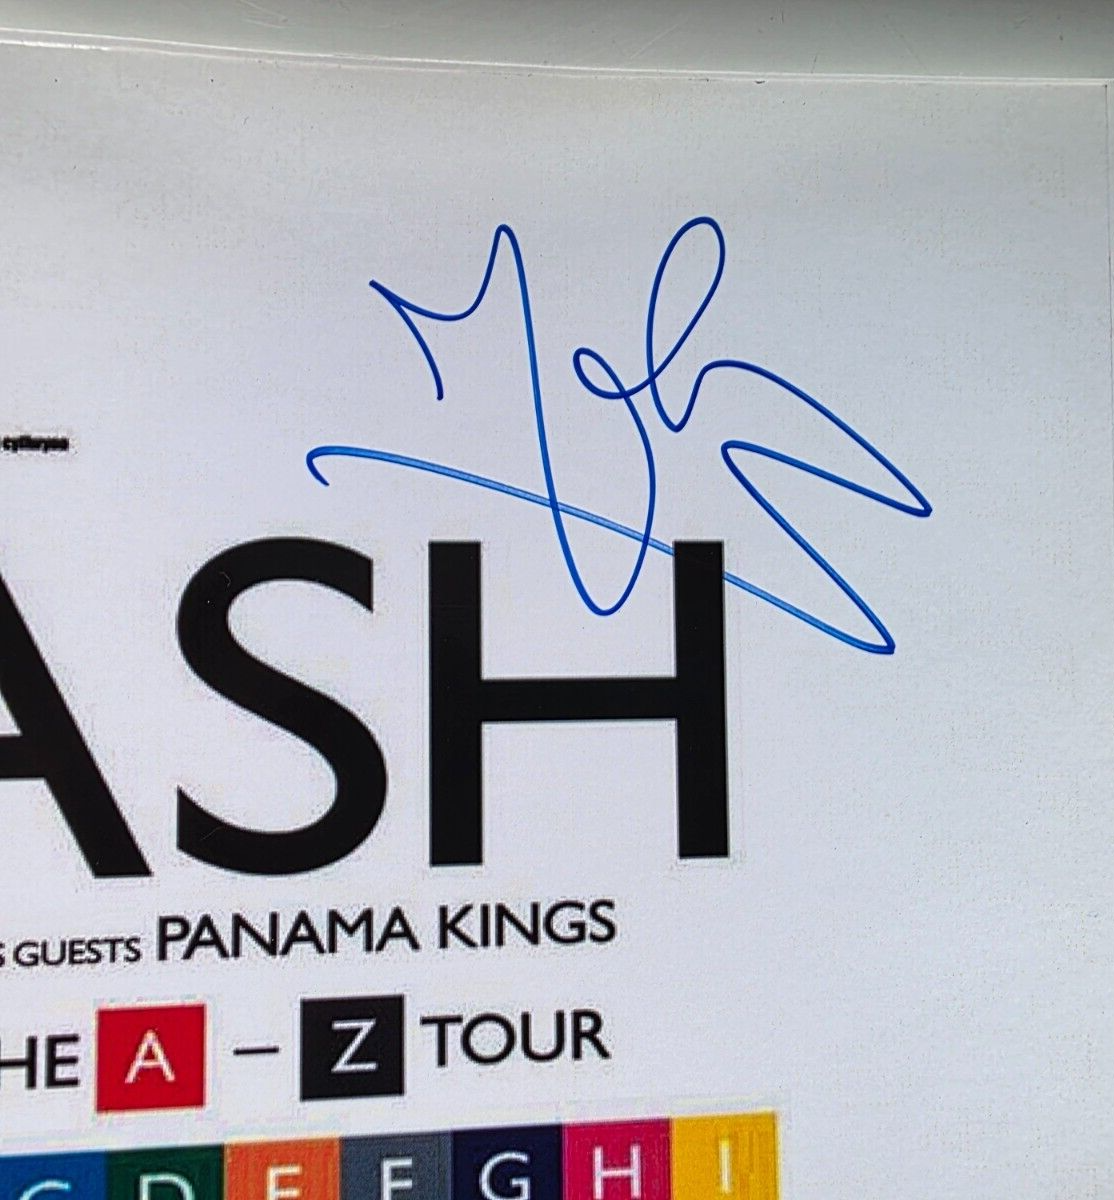 ASH
GUESTS PANAMA KINGS
HE A – Z TOUR
C D E F G H I